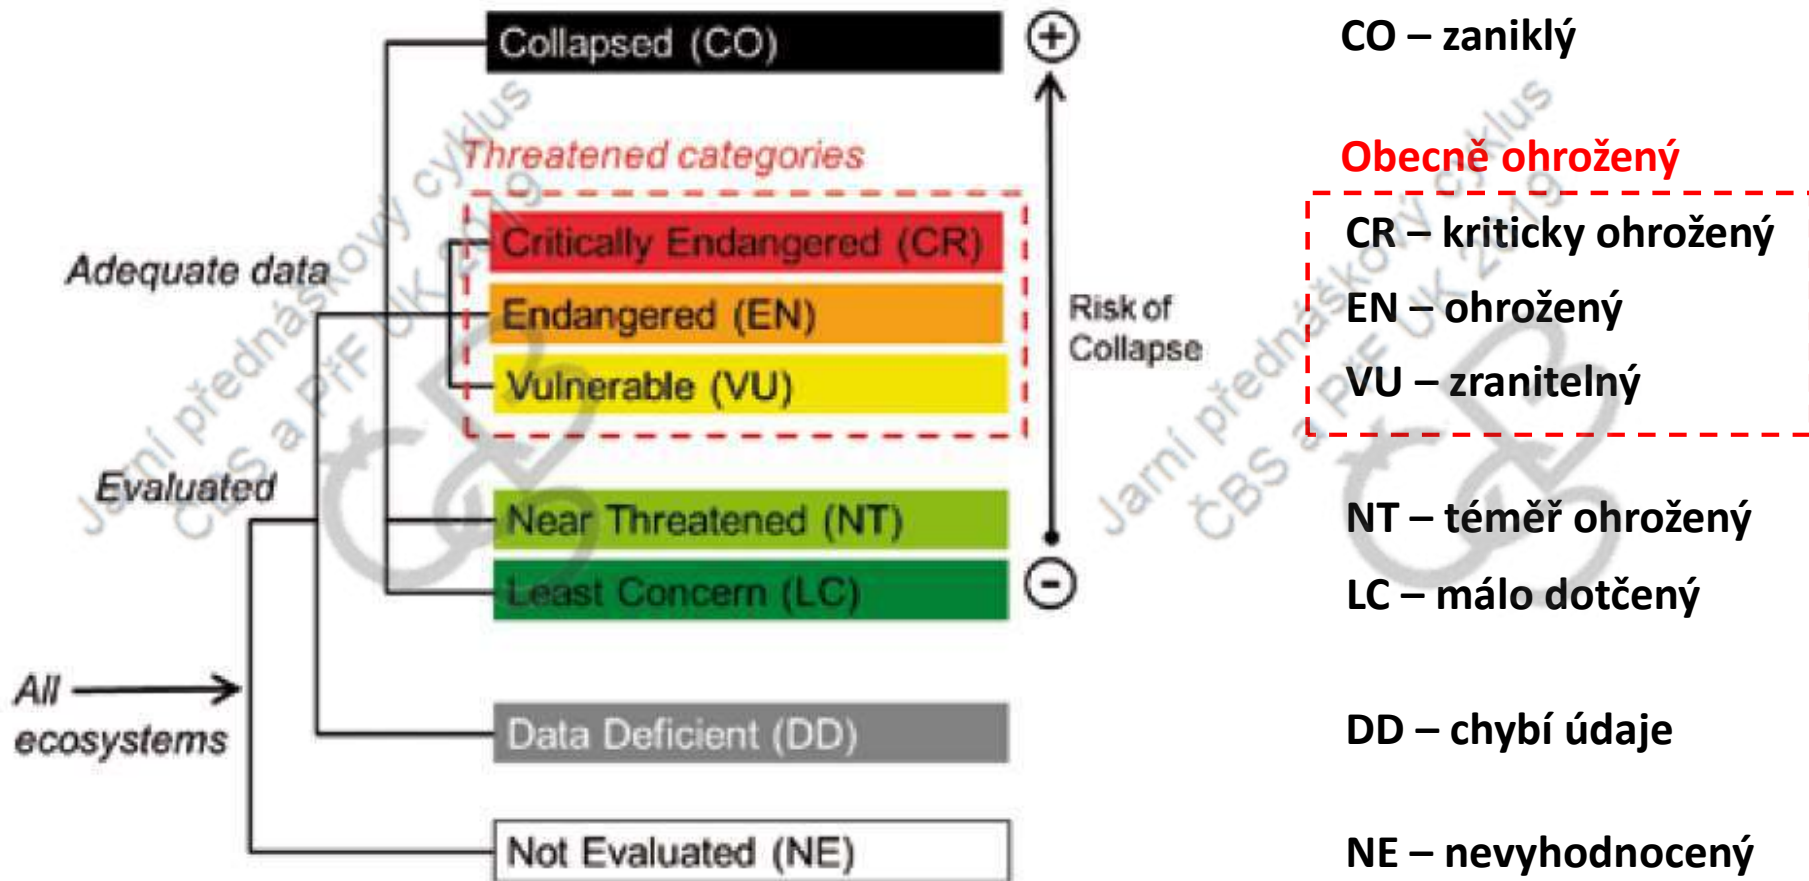 Collapsed (CO)
Threatened categories
Critically Endangered (CR)
Endangered (EN)
Vulnerable (VU)
Near Threatened (NT)
Least Concern (LC)
Data Deficient (DD)
Not Evaluated (NE)
Adequate data
Evaluated
All
ecosystems
+
Risk of
Collapse
-
CO – zaniklý
Obecně ohrožený
CR – kriticky ohrožený
EN – ohrožený
VU – zranitelný
NT – téměř ohrožený
LC – málo dotčený
DD – chybí údaje
NE – nevyhodnocený
Jarní přednáškový cyklus
ČBS a PřF UK 2019
Jarní přednáškový cyklus
ČBS a PřF UK 2019